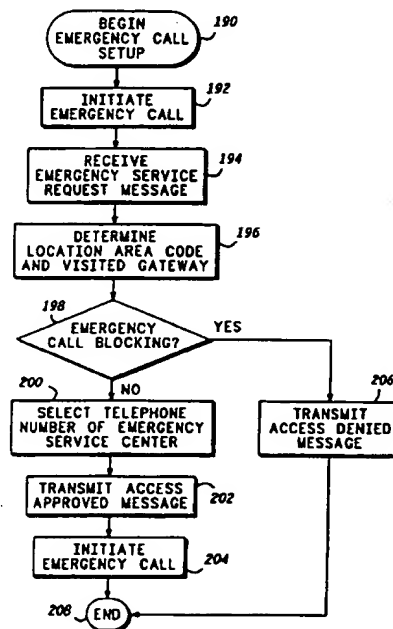 BEGIN
EMERGENCY CALL
SETUP
190
INITIATE
EMERGENCY CALL
192
RECEIVE
EMERGENCY SERVICE
REQUEST MESSAGE
194
DETERMINE
LOCATION AREA CODE
AND VISITED GATEWAY
196
198
EMERGENCY
CALL BLOCKING?
YES
NO
200
SELECT TELEPHONE
NUMBER OF EMERGENCY
SERVICE CENTER
206
TRANSMIT
ACCESS DENIED
MESSAGE
TRANSMIT ACCESS
APPROVED MESSAGE
202
INITIATE
EMERGENCY CALL
204
208
END